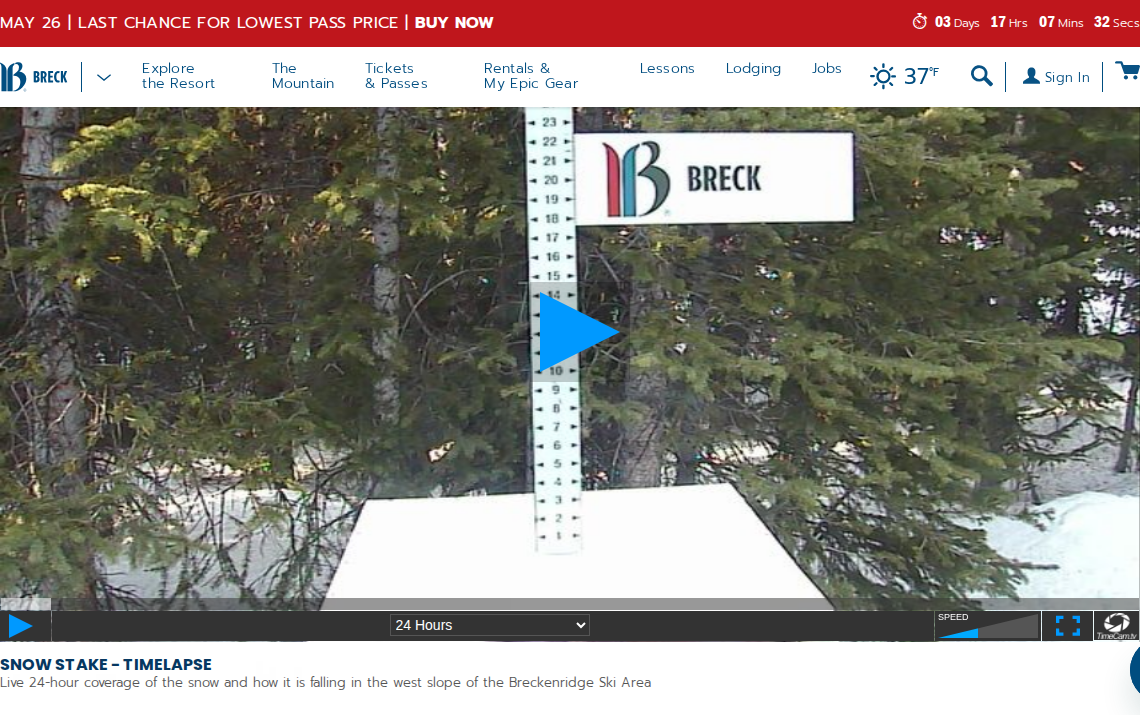 MAY 26 | LAST CHANCE FOR LOWEST PASS PRICE | BUY NOW
03 Days 17 Hrs 07 Mins 32 Secs
BRECK
Explore
the Resort
The
Mountain
Tickets
& Passes
Rentals &
My Epic Gear
Lessons
Lodging
Jobs
37°F
Sign In
23
22
21
20
19
18
17
16
15
14
10
9
8
7
6
5
4
3
2
1
BRECK
24 Hours
SPEED
TimeCam.tv
SNOW STAKE - TIMELAPSE
Live 24-hour coverage of the snow and how it is falling in the west slope of the Breckenridge Ski Area